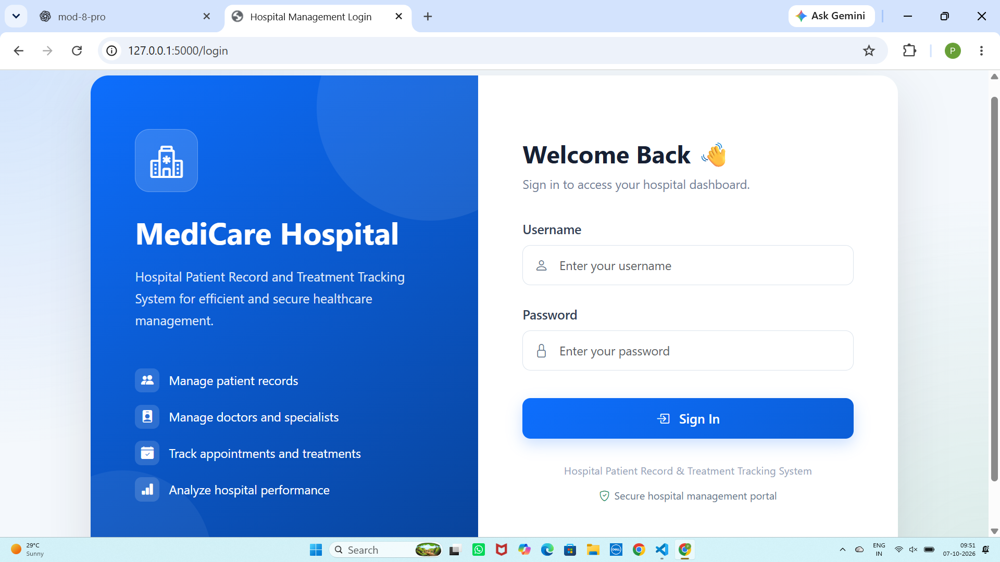 mod-8-pro
Hospital Management Login
Ask Gemini
127.0.0.1:5000/login
P
MediCare Hospital
Hospital Patient Record and Treatment Tracking
System for efficient and secure healthcare
management.
Manage patient records
Manage doctors and specialists
Track appointments and treatments
Analyze hospital performance
Welcome Back 👋
Sign in to access your hospital dashboard.
Username
Enter your username
Password
Enter your password
Sign In
Hospital Patient Record & Treatment Tracking System
Secure hospital management portal
29°C
Sunny
Search
DELL
ENG
IN
09:51
07-10-2026